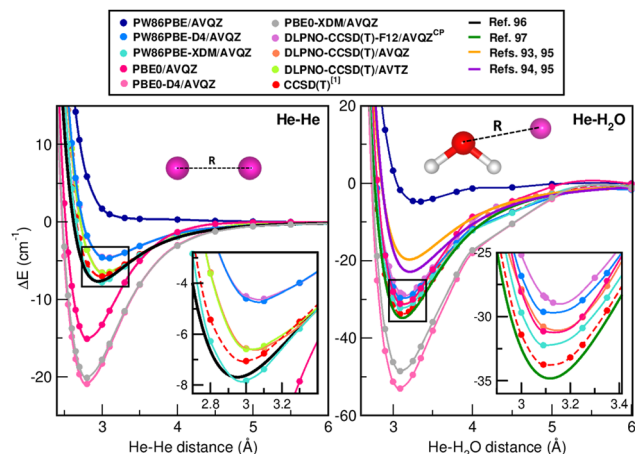 PW86PBE/AVQZ
PW86PBE-D4/AVQZ
PW86PBE-XDM/AVQZ
PBE0/AVQZ
PBE0-D4/AVQZ
PBE0-XDM/AVQZ
DLPNO-CCSD(T)-F12/AVQZ^CP
DLPNO-CCSD(T)/AVQZ
DLPNO-CCSD(T)/AVTZ
CCSD(T)^[1]
Ref. 96
Ref. 97
Refs. 93, 95
Refs. 94, 95
ΔE (cm⁻¹)
He-He
R
10
0
-10
-20
3
4
5
6
-4
-6
-8
2.8
3
3.2
He-He distance (Å)
He-H₂O
R
20
0
-20
-40
-60
3
4
5
6
-25
-30
-35
3
3.2
3.4
He-H₂O distance (Å)